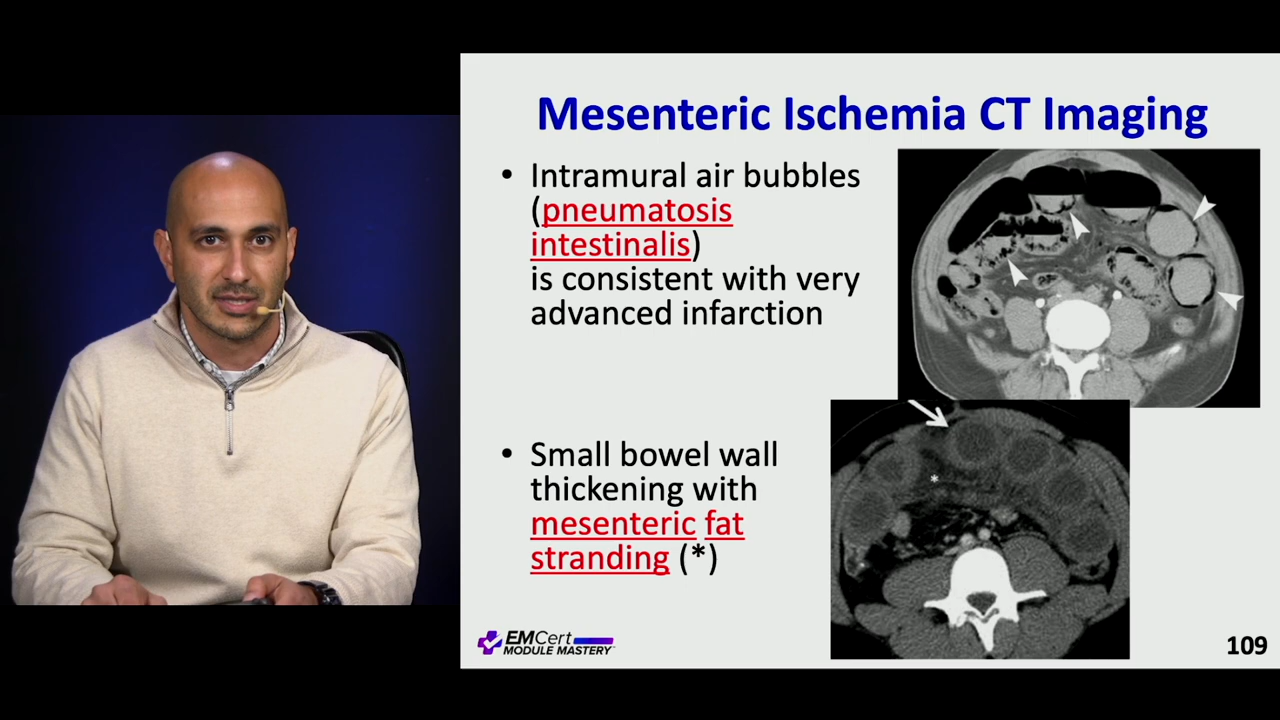 Mesenteric Ischemia CT Imaging
• Intramural air bubbles
(pneumatosis
intestinalis)
is consistent with very
advanced infarction
• Small bowel wall
thickening with
mesenteric fat
stranding (*)
*
EMCert
MODULE MASTERY™
109